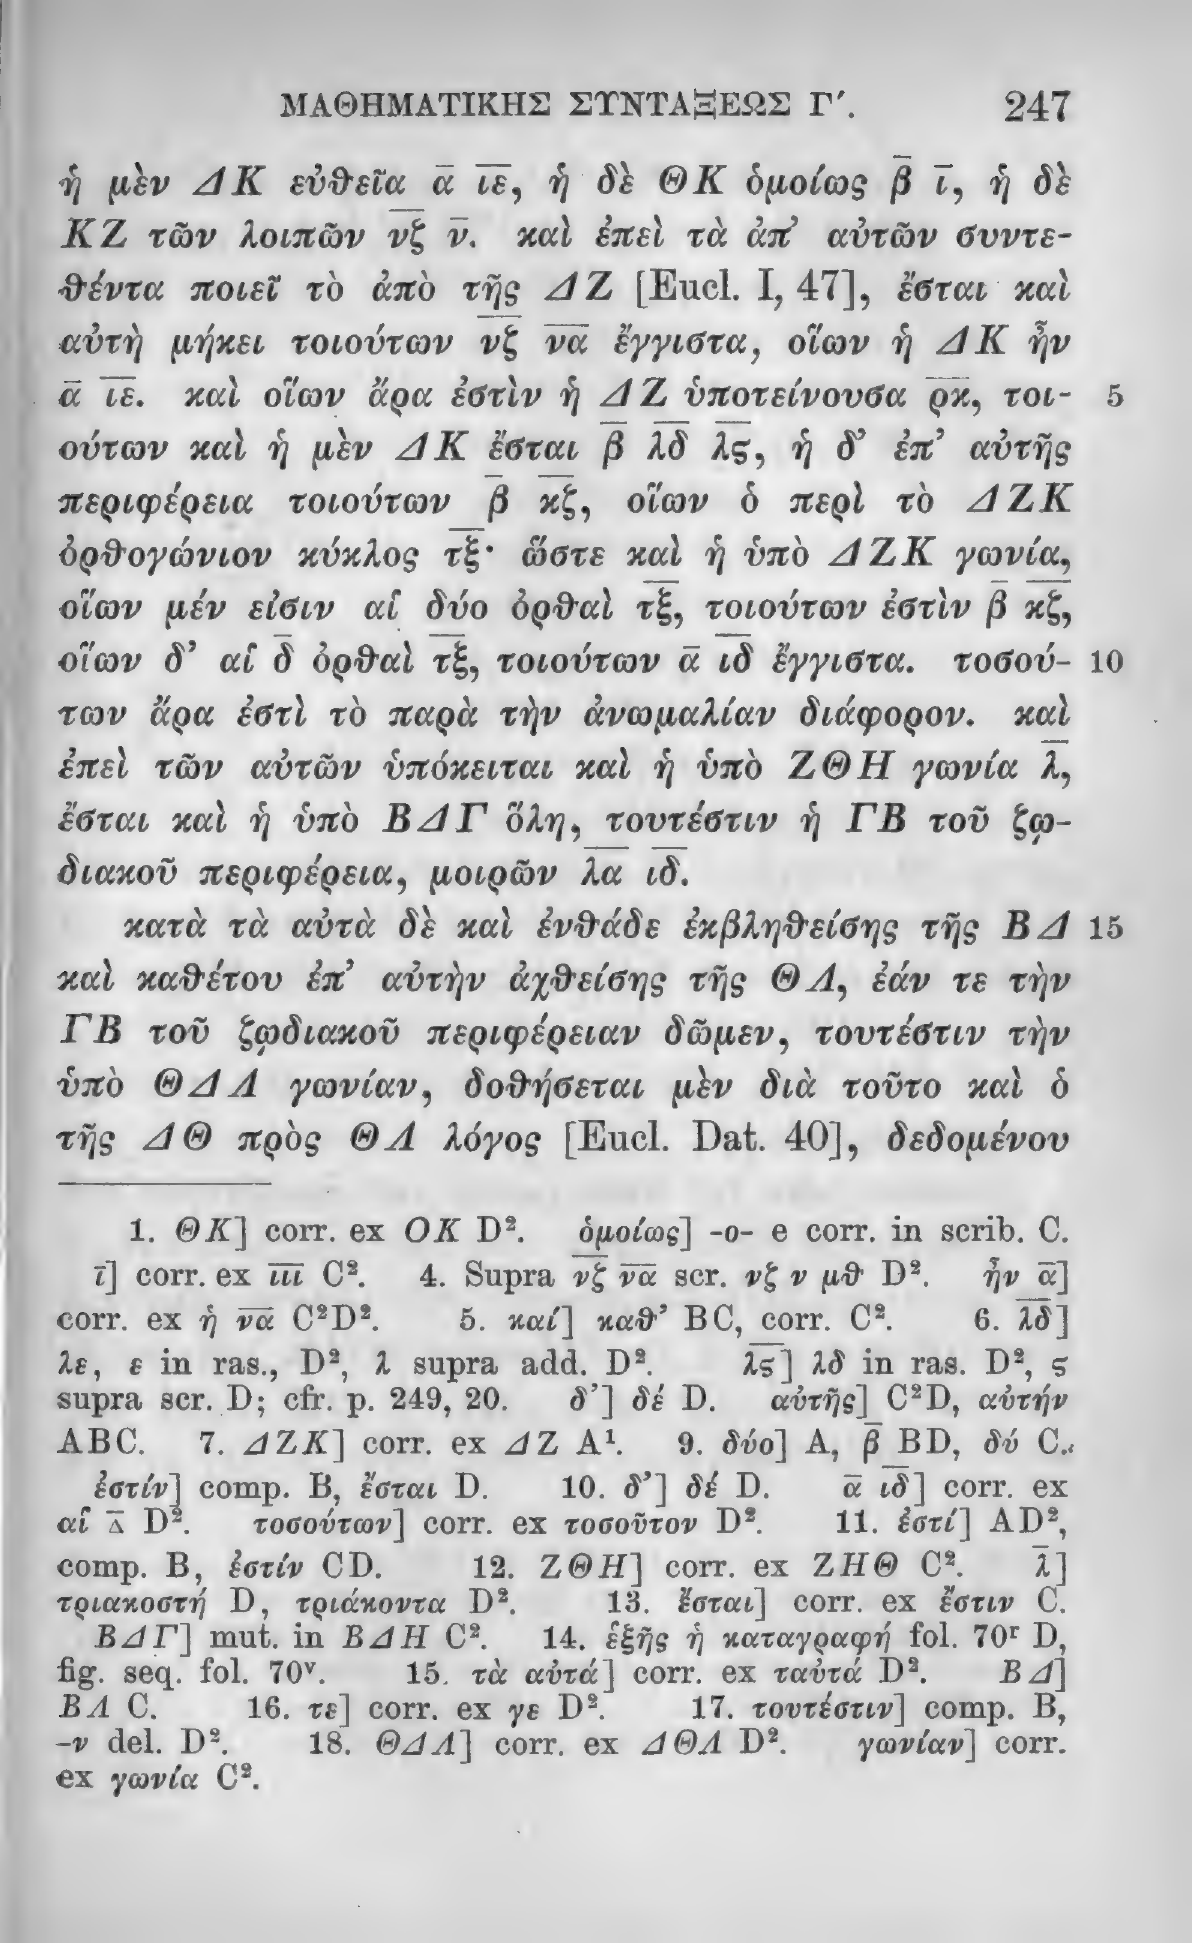 ΜΑΘΗΜΑΤΙΚΗΣ ΣΥΝΤΑΞΕΩΣ Γ´. 247
ἡ μὲν ΔΚ εὐθεῖα α̅ ι̅ε̅, ἡ δὲ ΘΚ ὁμοίως β̅ ι̅, ἡ δὲ
ΚΖ τῶν λοιπῶν ν̅ζ̅ ν̅. καὶ ἐπεὶ τὰ ἀπ᾽ αὐτῶν συντε-
θέντα ποιεῖ τὸ ἀπὸ τῆς ΔΖ [Eucl. I, 47], ἔσται καὶ
αὐτὴ μήκει τοιούτων ν̅ζ̅ ν̅α̅ ἔγγιστα, οἵων ἡ ΔΚ ἦν
α̅ ι̅ε̅. καὶ οἵων ἄρα ἐστὶν ἡ ΔΖ ὑποτείνουσα ρ̅κ̅, τοι- 5
ούτων καὶ ἡ μὲν ΔΚ ἔσται β̅ λ̅δ̅ λ̅ϛ̅, ἡ δ᾽ ἐπ᾽ αὐτῆς
περιφέρεια τοιούτων β̅ κ̅ζ̅, οἵων ὁ περὶ τὸ ΔΖΚ
ὀρθογώνιον κύκλος τ̅ξ̅· ὥστε καὶ ἡ ὑπὸ ΔΖΚ γωνία,
οἵων μέν εἰσιν αἱ δύο ὀρθαὶ τ̅ξ̅, τοιούτων ἐστὶν β̅ κ̅ζ̅,
οἵων δ᾽ αἱ δ̅ ὀρθαὶ τ̅ξ̅, τοιούτων α̅ ι̅δ̅ ἔγγιστα. τοσού- 10
των ἄρα ἐστὶ τὸ παρὰ τὴν ἀνωμαλίαν διάφορον. καὶ
ἐπεὶ τῶν αὐτῶν ὑπόκειται καὶ ἡ ὑπὸ ΖΘΗ γωνία λ̅,
ἔσται καὶ ἡ ὑπὸ ΒΔΓ ὅλη, τουτέστιν ἡ ΓΒ τοῦ ζῳ-
διακοῦ περιφέρεια, μοιρῶν λ̅α̅ ι̅δ̅.
κατὰ τὰ αὐτὰ δὲ καὶ ἐνθάδε ἐκβληθείσης τῆς ΒΔ 15
καὶ καθέτου ἐπ᾽ αὐτὴν ἀχθείσης τῆς ΘΛ, ἐάν τε τὴν
ΓΒ τοῦ ζῳδιακοῦ περιφέρειαν δῶμεν, τουτέστιν τὴν
ὑπὸ ΘΔΛ γωνίαν, δοθήσεται μὲν διὰ τοῦτο καὶ ὁ
τῆς ΔΘ πρὸς ΘΛ λόγος [Eucl. Dat. 40], δεδομένου
1. ΘΚ] corr. ex ΟΚ D². ὁμοίως] -ο- e corr. in scrib. C.
ι̅] corr. ex ι̅ι̅ι̅ C². 4. Supra ν̅ζ̅ ν̅α̅ scr. νζ ν μθ D². ἦν α̅]
corr. ex ἡ ν̅α̅ C²D². 5. καί] καθ᾽ BC, corr. C². 6. λ̅δ̅]
λε, ε in ras., D², λ supra add. D². λ̅ϛ̅] λδ in ras. D², ϛ
supra scr. D; cfr. p. 249, 20. δ᾽] δέ D. αὐτῆς] C²D, αὐτήν
ABC. 7. ΔΖΚ] corr. ex ΔΖ A¹. 9. δύο] A, β̅ BD, δύ C.
ἐστίν] comp. B, ἔσται D. 10. δ᾽] δέ D. α̅ ι̅δ̅] corr. ex
αἱ Δ̅ D². τοσούτων] corr. ex τοσοῦτον D². 11. ἐστί] AD²,
comp. B, ἐστίν CD. 12. ΖΘΗ] corr. ex ΖΗΘ C². λ̅]
τριακοστή D, τριάκοντα D². 13. ἔσται] corr. ex ἔστιν C.
ΒΔΓ] mut. in ΒΔΗ C². 14. ἑξῆς ἡ καταγραφή fol. 70ʳ D,
fig. seq. fol. 70ᵛ. 15. τὰ αὐτά] corr. ex ταὐτά D². ΒΔ]
ΒΛ C. 16. τε] corr. ex γε D². 17. τουτέστιν] comp. B,
-ν del. D². 18. ΘΔΛ] corr. ex ΔΘΛ D². γωνίαν] corr.
ex γωνία C².